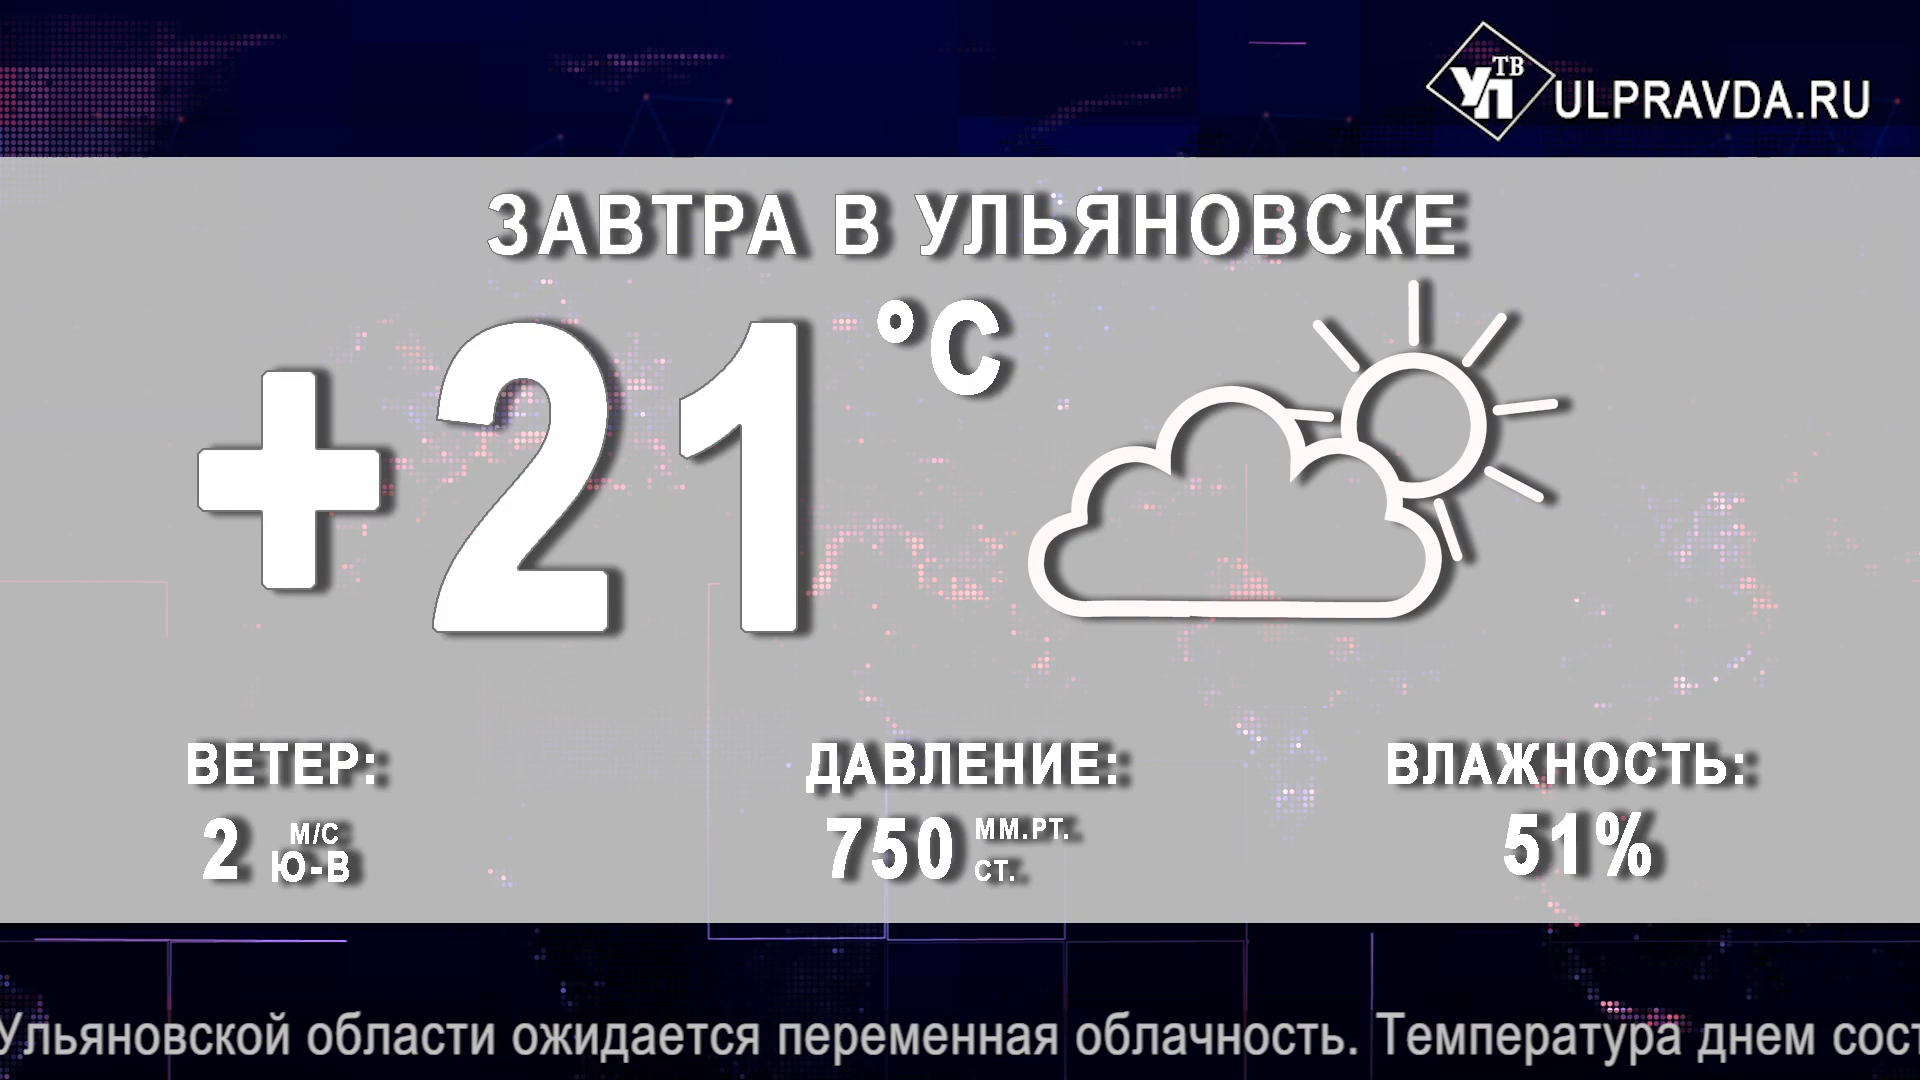 УП ТВ ULPRAVDA.RU
ЗАВТРА В УЛЬЯНОВСКЕ
+21 °C
ВЕТЕР:
2 М/С
Ю-В
ДАВЛЕНИЕ:
750 ММ.РТ.
СТ.
ВЛАЖНОСТЬ:
51%
Ульяновской области ожидается переменная облачность. Температура днем сост